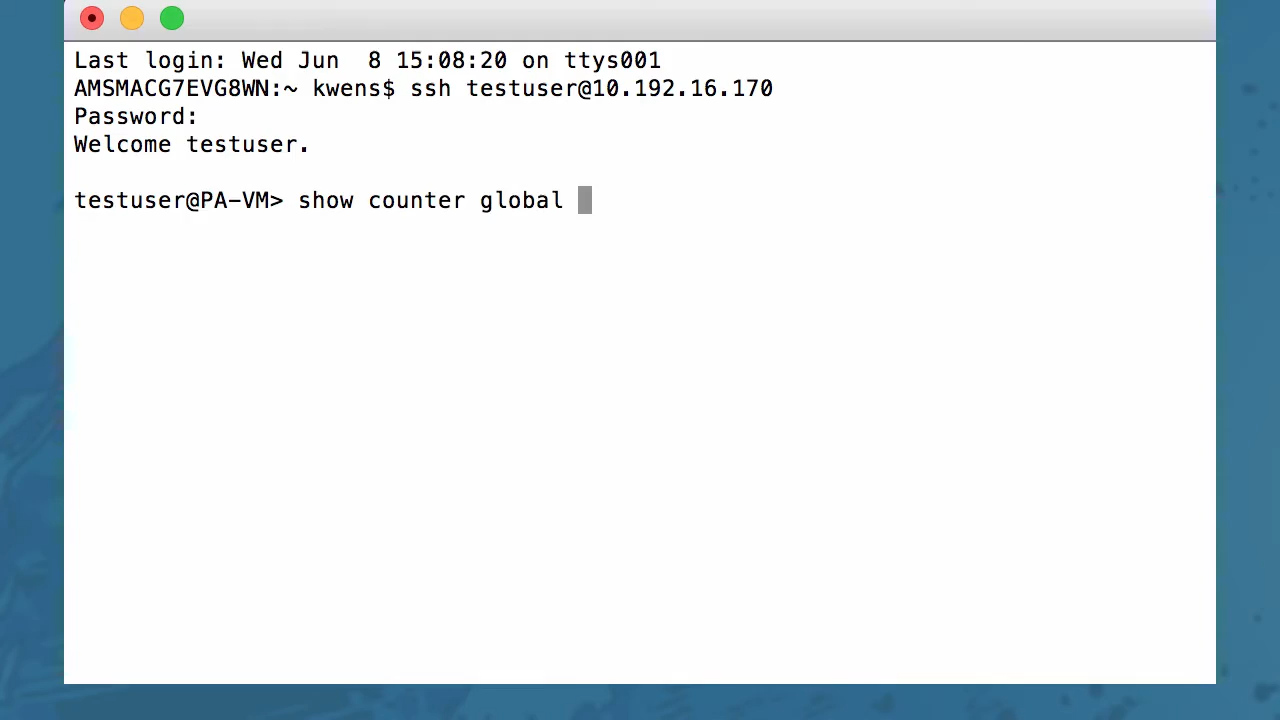 Last login: Wed Jun  8 15:08:20 on ttys001
AMSMACG7EVG8WN:~ kwens$ ssh testuser@10.192.16.170
Password:
Welcome testuser.
testuser@PA-VM> show counter global